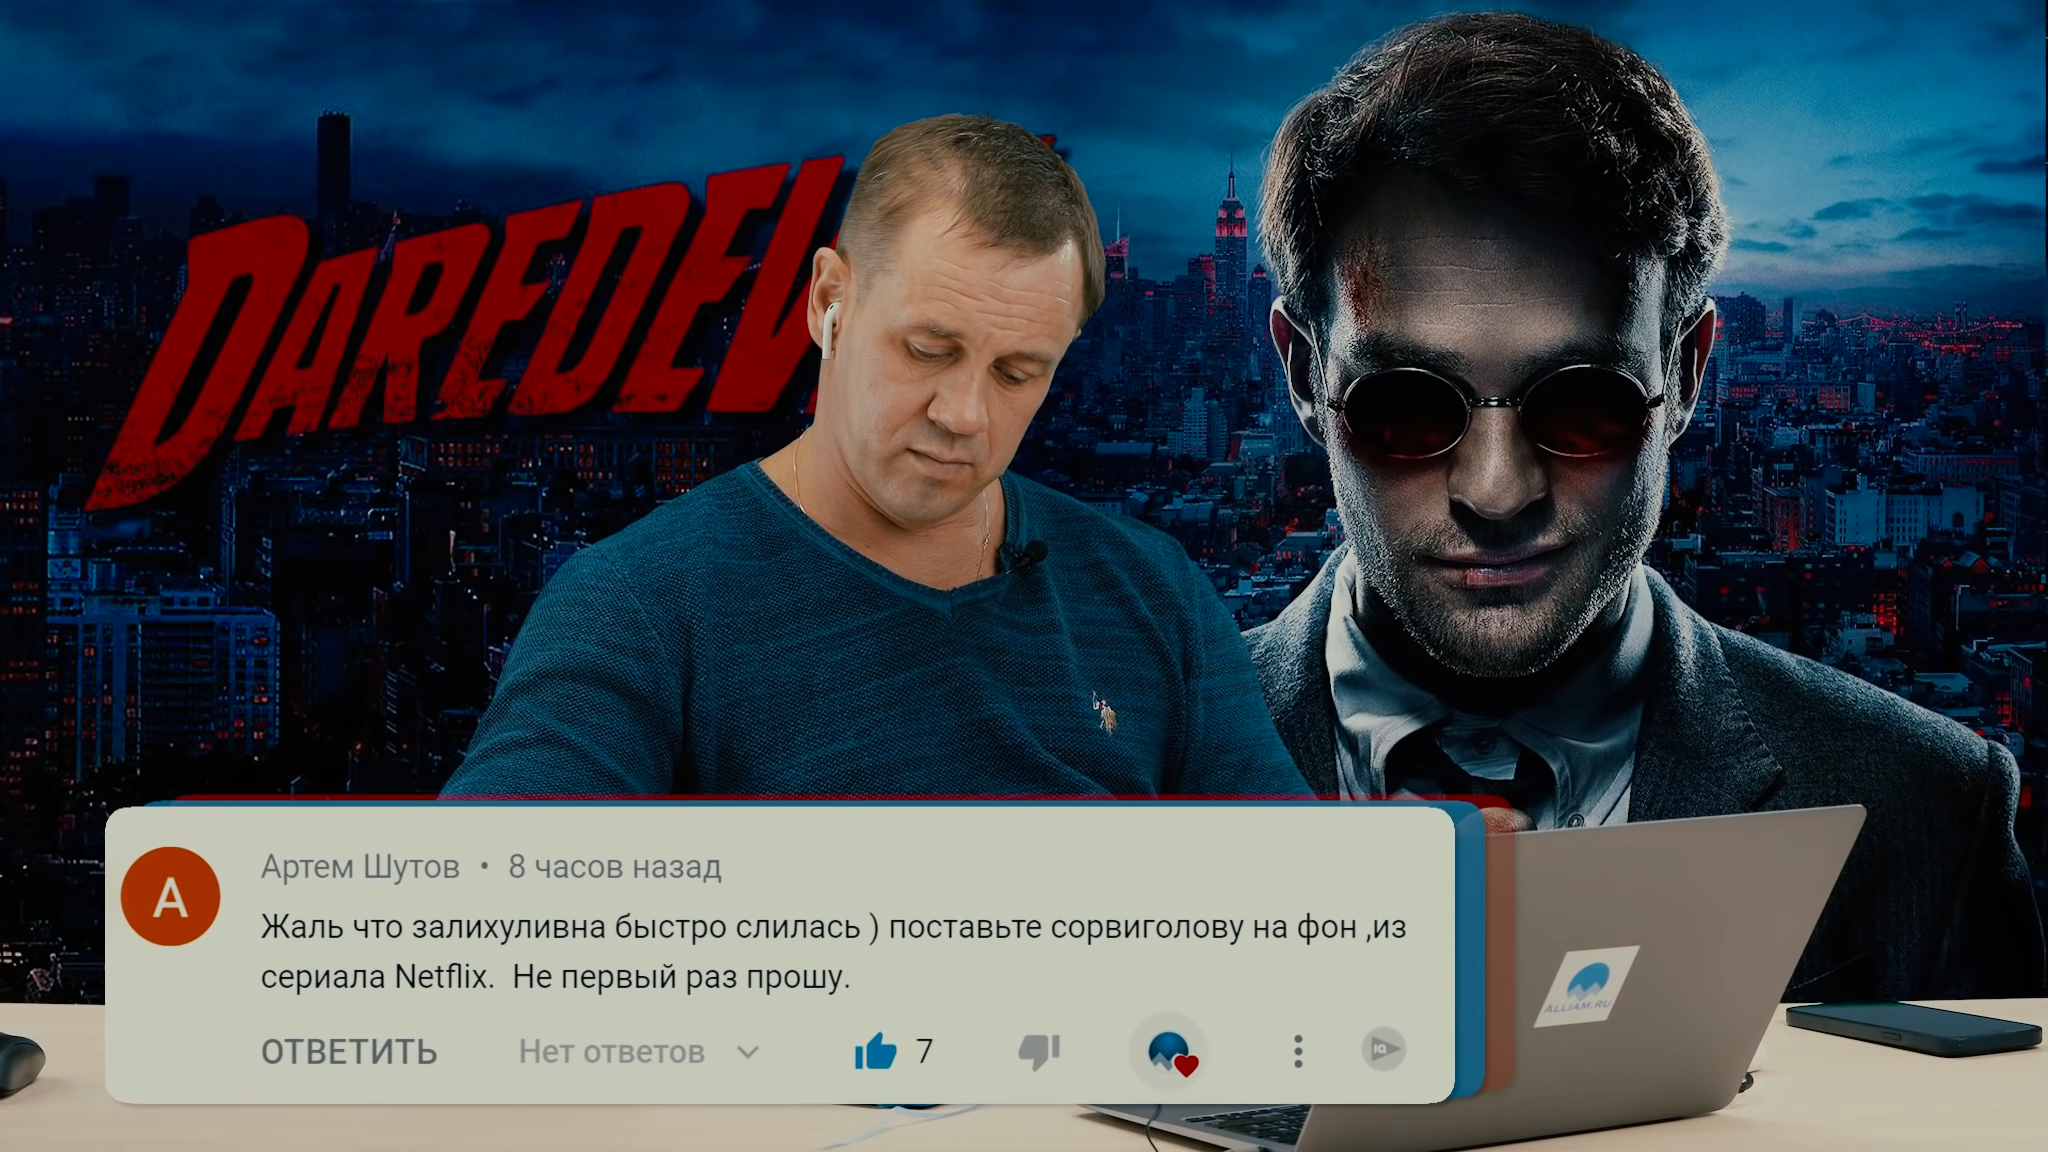 DAREDEV
А
Артем Шутов • 8 часов назад
Жаль что залихуливна быстро слилась ) поставьте сорвиголову на фон ,из
сериала Netflix. Не первый раз прошу.
ОТВЕТИТЬ
Нет ответов
7
IQ
ALLIAM.RU